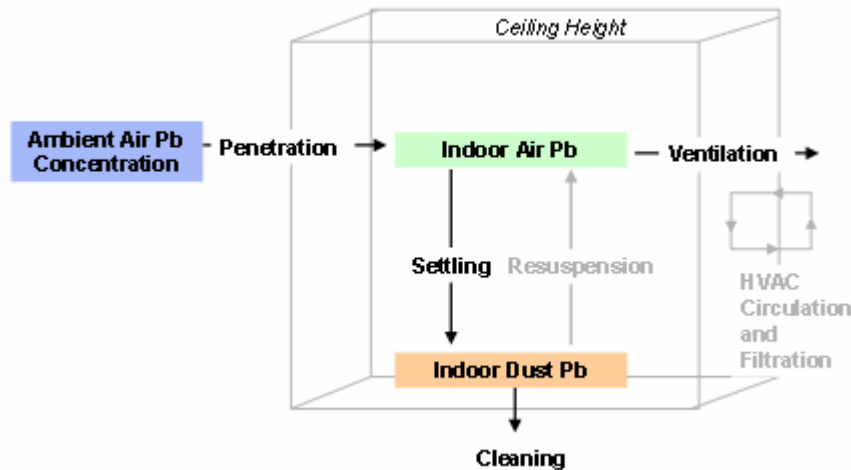 Ceiling Height
Ambient Air Pb
Concentration
Penetration
Indoor Air Pb
Ventilation
Settling
Resuspension
HVAC
Circulation
and
Filtration
Indoor Dust Pb
Cleaning